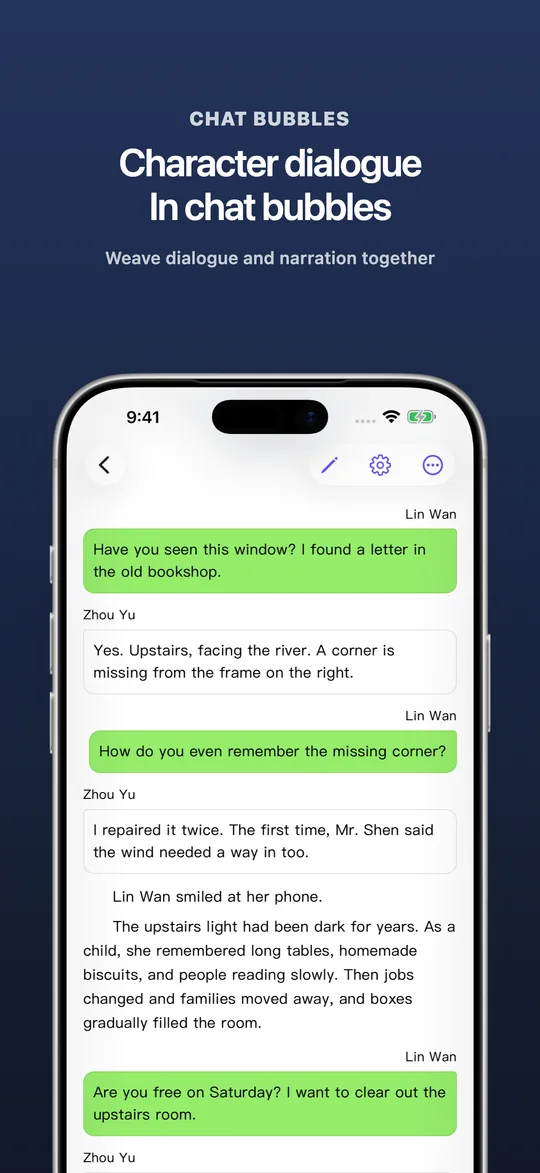 CHAT BUBBLES
Character dialogue
In chat bubbles
Weave dialogue and narration together
9:41
Lin Wan
Have you seen this window? I found a letter in
the old bookshop.
Zhou Yu
Yes. Upstairs, facing the river. A corner is
missing from the frame on the right.
Lin Wan
How do you even remember the missing corner?
Zhou Yu
I repaired it twice. The first time, Mr. Shen said
the wind needed a way in too.
Lin Wan smiled at her phone.
The upstairs light had been dark for years. As a
child, she remembered long tables, homemade
biscuits, and people reading slowly. Then jobs
changed and families moved away, and boxes
gradually filled the room.
Lin Wan
Are you free on Saturday? I want to clear out the
upstairs room.
Zhou Yu